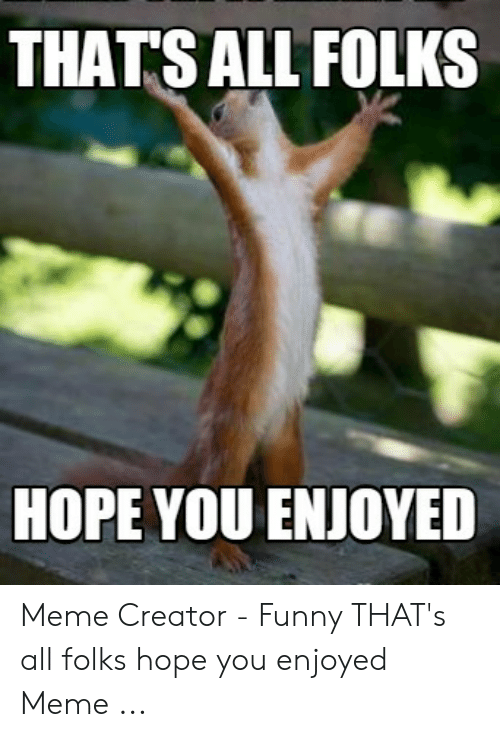 THAT'S ALL FOLKS
HOPE YOU ENJOYED
Meme Creator - Funny THAT's
all folks hope you enjoyed
Meme ...